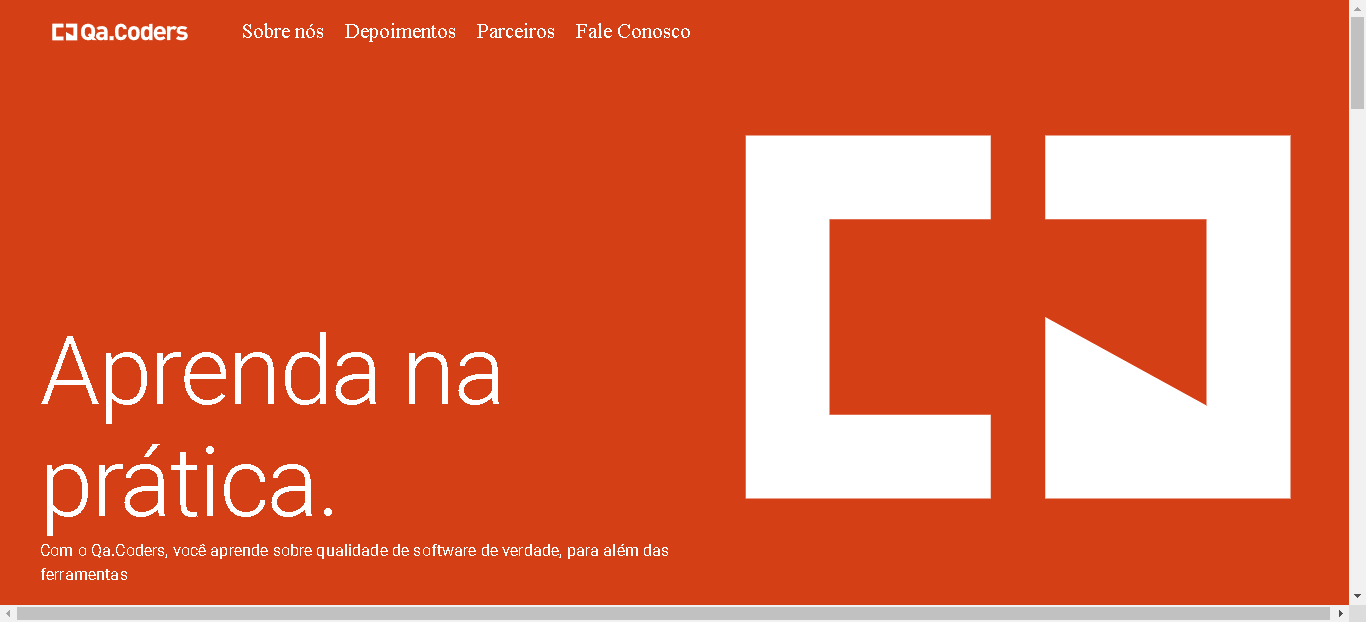 Qa.Coders
Sobre nós Depoimentos Parceiros Fale Conosco
Aprenda na
prática.
Com o Qa.Coders, você aprende sobre qualidade de software de verdade, para além das
ferramentas